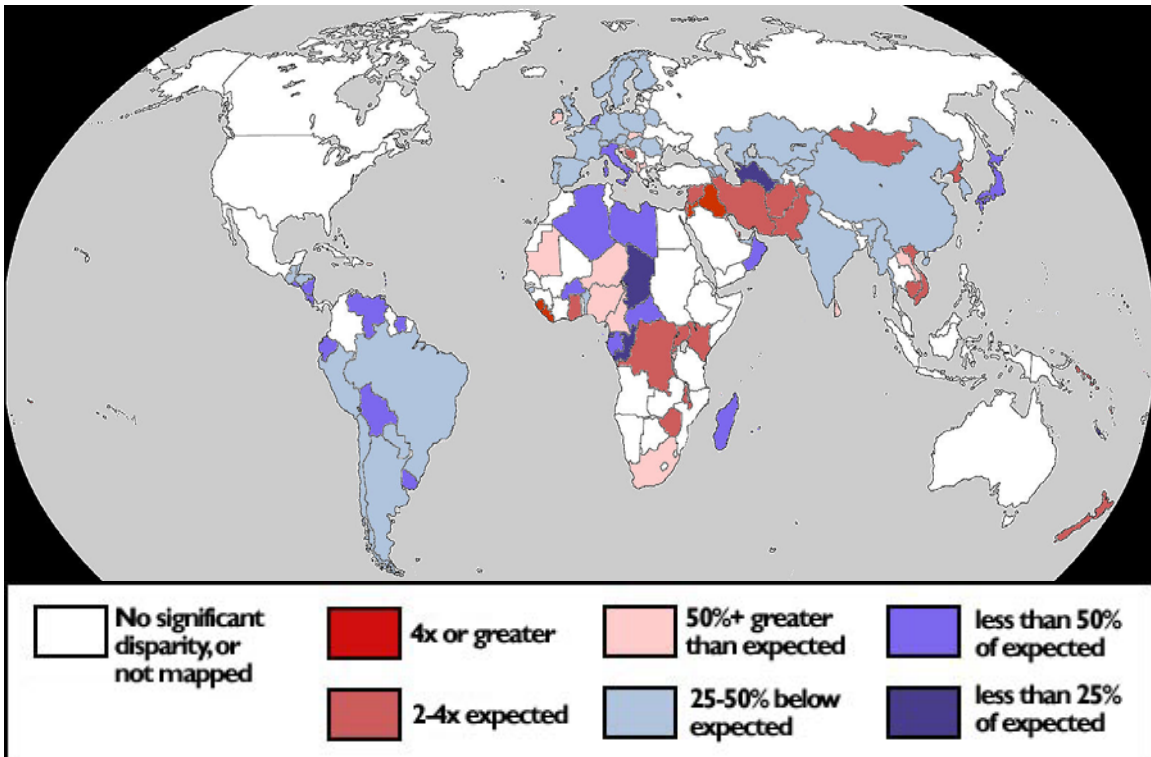 No significant
disparity, or
not mapped
4x or greater
2-4x expected
50%+ greater
than expected
25-50% below
expected
less than 50%
of expected
less than 25%
of expected